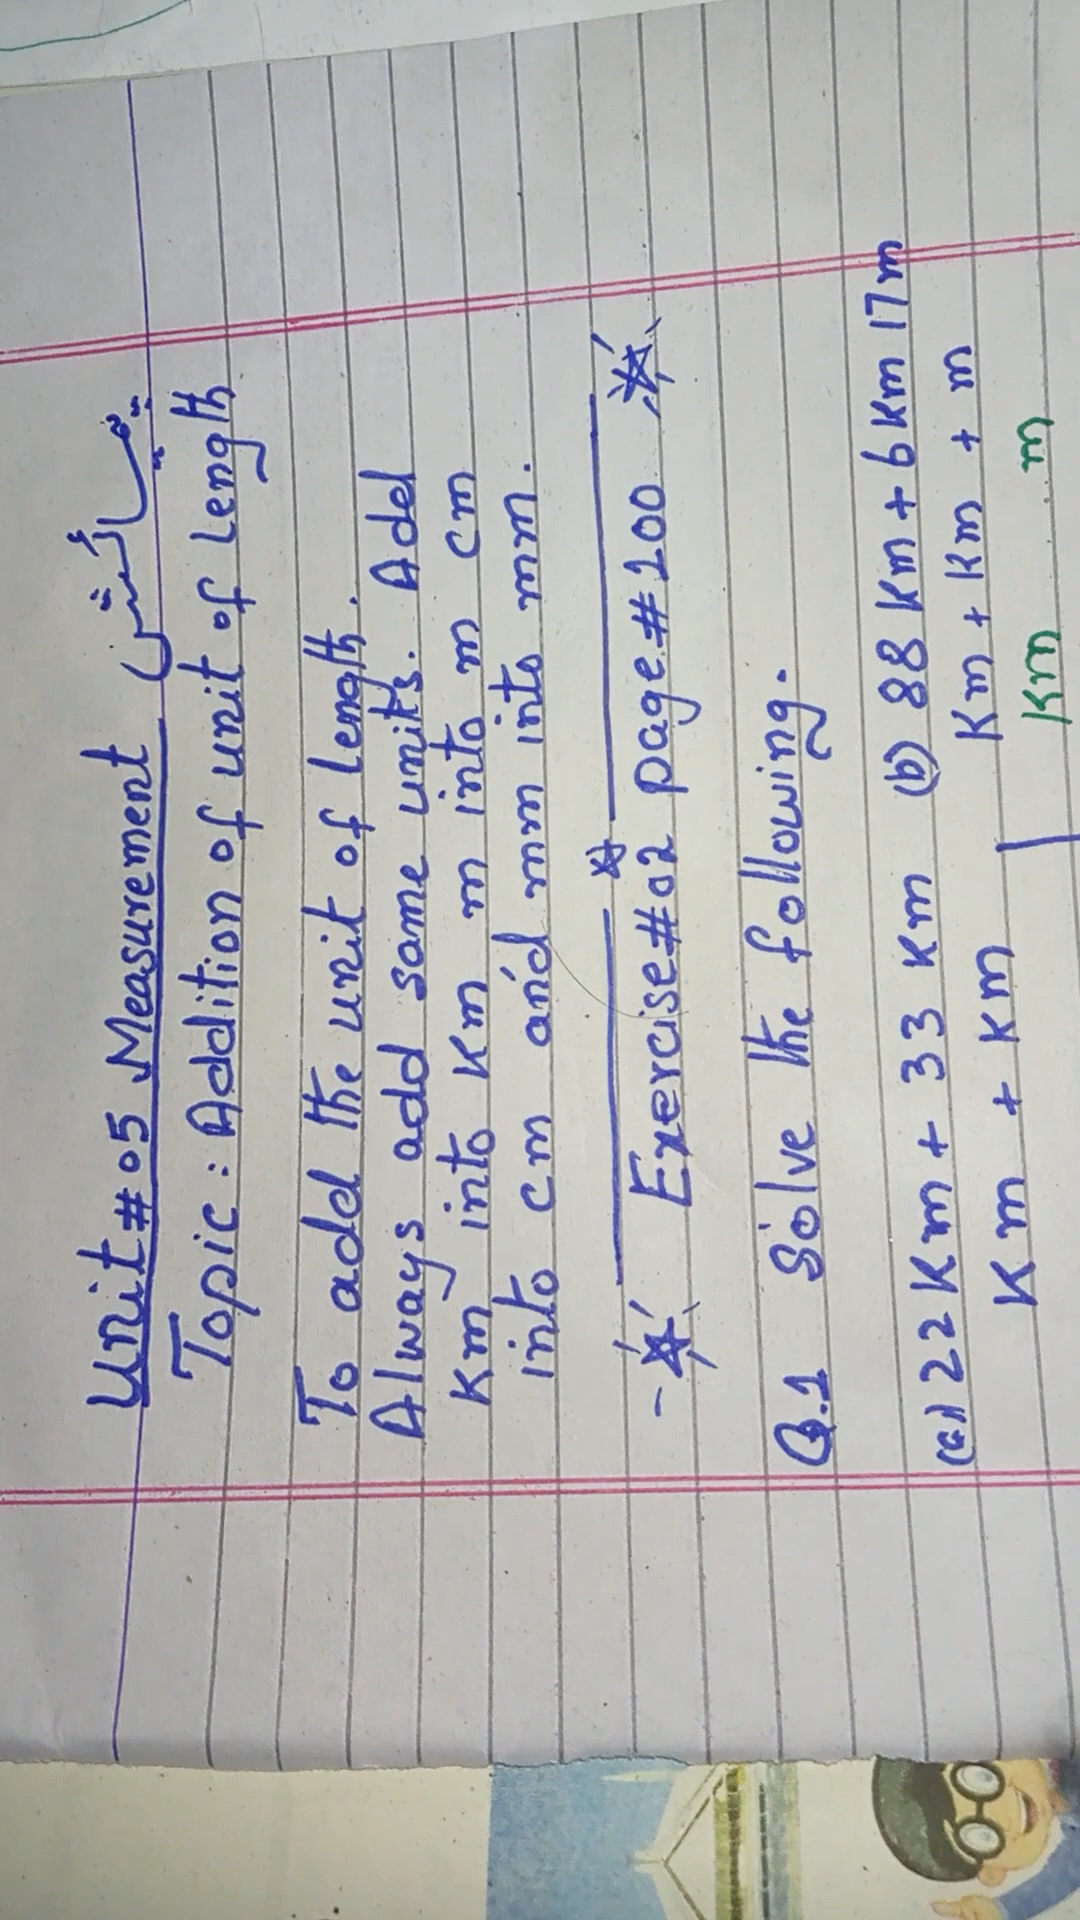 Unit # 05 Measurement پیمائشیں
Topic : Addition of unit of Length
To add the unit of Length.
Always add same units. Add
Km into Km m into m cm
into cm and mm into mm.
Exercise # 02 page # 200
Q.1 Solve the following.
(a) 22 Km + 33 Km (b) 88 Km + 6 Km 17 m
Km + Km Km + Km + m
Km m